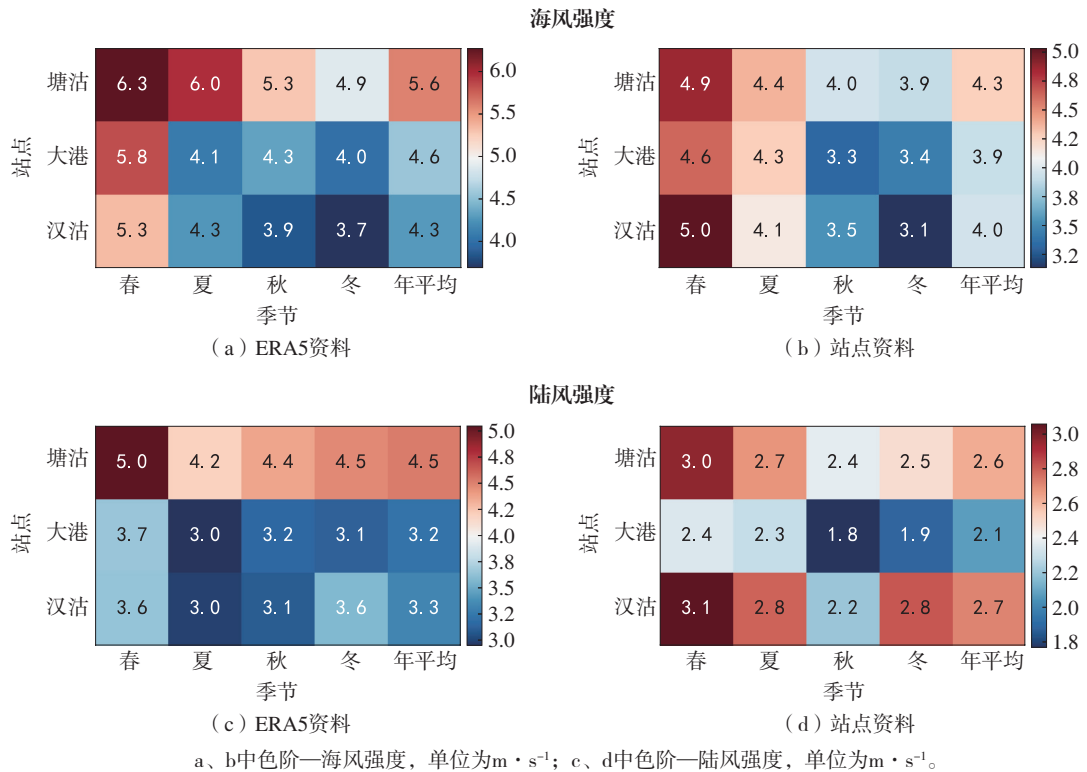 海风强度
塘沽 6.3 6.0 5.3 4.9 5.6
大港 5.8 4.1 4.3 4.0 4.6
汉沽 5.3 4.3 3.9 3.7 4.3
站点
春 夏 秋 冬 年平均
季节
6.0
5.5
5.0
4.5
4.0
（a）ERA5资料
塘沽 4.9 4.4 4.0 3.9 4.3
大港 4.6 4.3 3.3 3.4 3.9
汉沽 5.0 4.1 3.5 3.1 4.0
站点
春 夏 秋 冬 年平均
季节
5.0
4.8
4.5
4.2
4.0
3.8
3.5
3.2
（b）站点资料
陆风强度
塘沽 5.0 4.2 4.4 4.5 4.5
大港 3.7 3.0 3.2 3.1 3.2
汉沽 3.6 3.0 3.1 3.6 3.3
站点
春 夏 秋 冬 年平均
季节
5.0
4.8
4.5
4.2
4.0
3.8
3.5
3.2
3.0
（c）ERA5资料
塘沽 3.0 2.7 2.4 2.5 2.6
大港 2.4 2.3 1.8 1.9 2.1
汉沽 3.1 2.8 2.2 2.8 2.7
站点
春 夏 秋 冬 年平均
季节
3.0
2.8
2.6
2.4
2.2
2.0
1.8
（d）站点资料
a、b中色阶—海风强度，单位为m·s⁻¹；c、d中色阶—陆风强度，单位为m·s⁻¹。